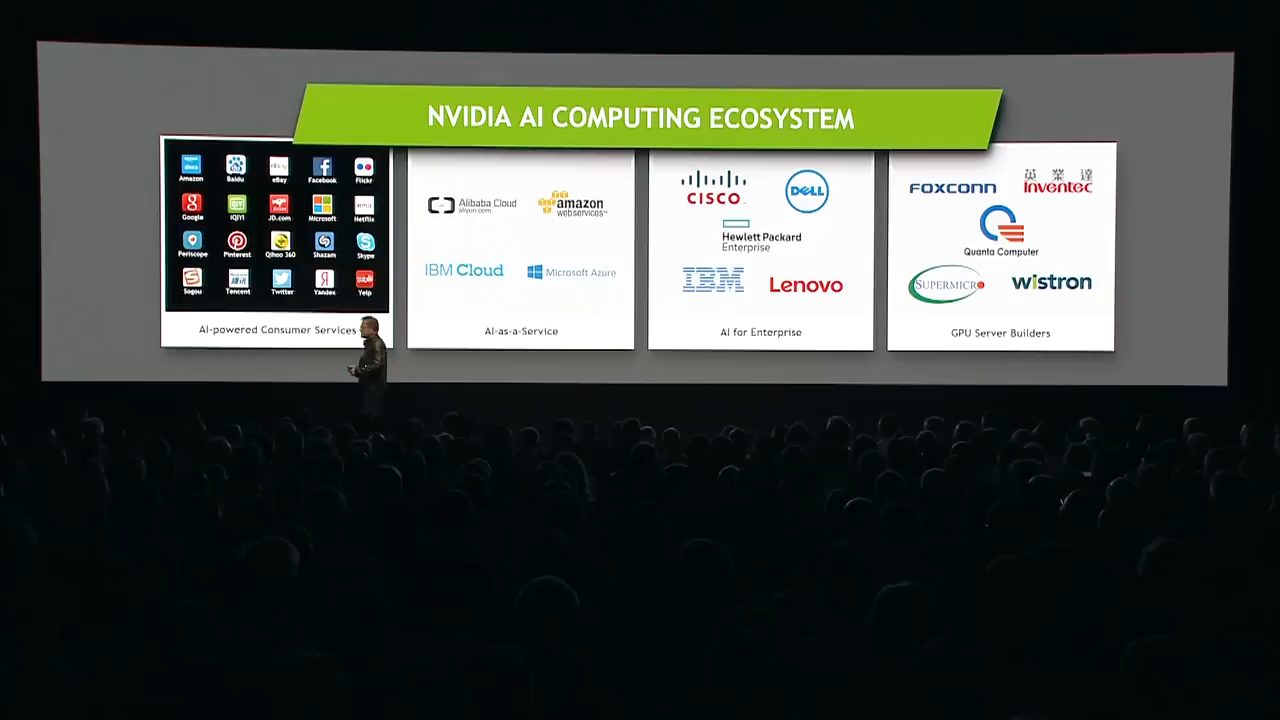 NVIDIA AI COMPUTING ECOSYSTEM
Amazon Baidu eBay Facebook Flickr
Google iQIYI JD.com Microsoft Netflix
Periscope Pinterest Qihoo 360 Shazam Skype
Sogou Tencent Twitter Yandex Yelp
AI-powered Consumer Services
Alibaba Cloud
aliyun.com
amazon
webservices™
IBM Cloud
Microsoft Azure
AI-as-a-Service
CISCO
DELL
Hewlett Packard
Enterprise
IBM
Lenovo
AI for Enterprise
FOXCONN
英業達
Inventec
Quanta Computer
SUPERMICRO
wistron
GPU Server Builders